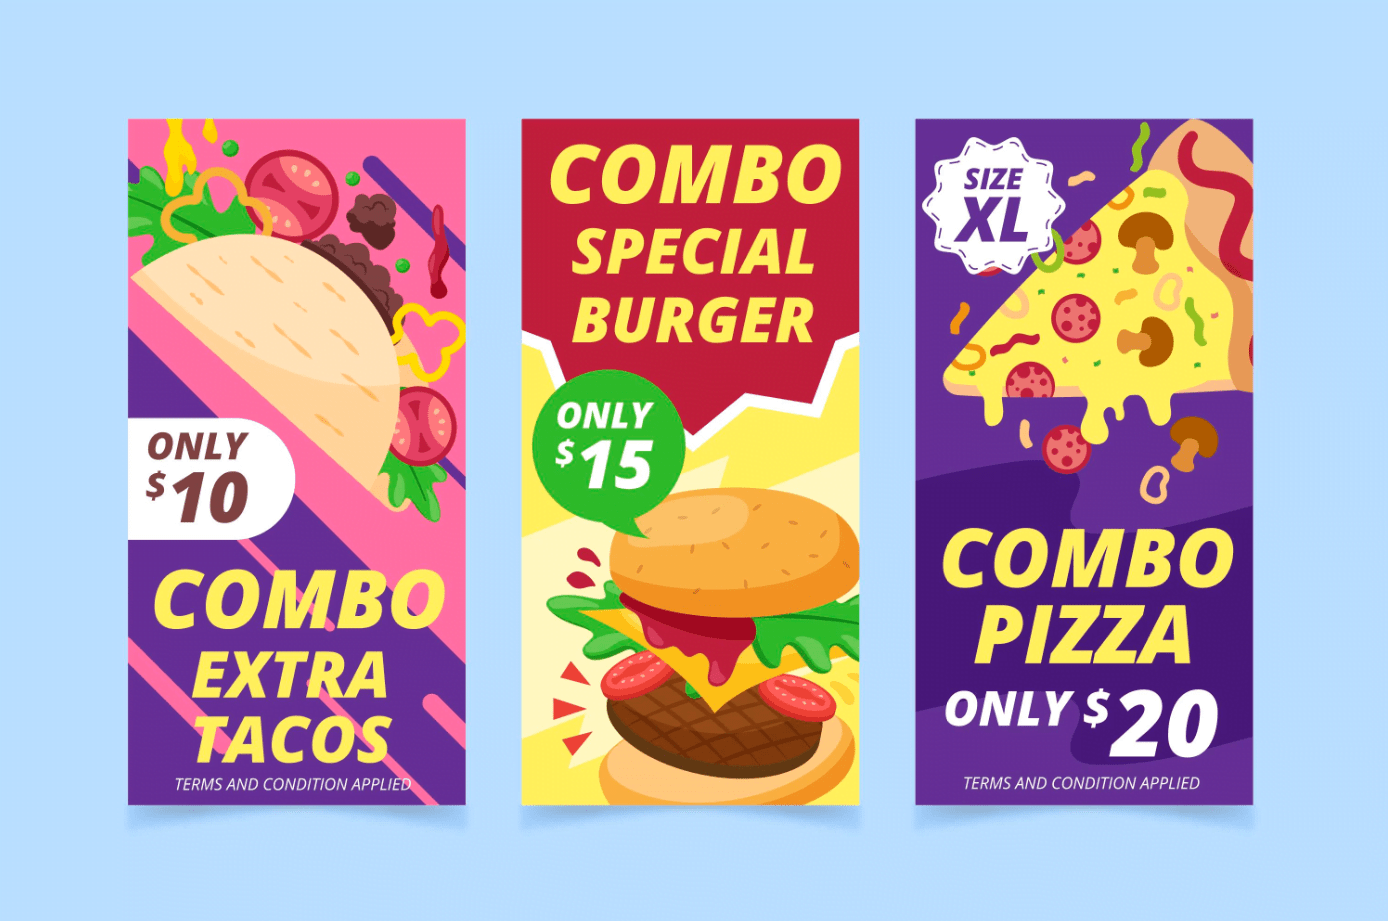 ONLY
$10
COMBO
EXTRA
TACOS
TERMS AND CONDITION APPLIED
COMBO
SPECIAL
BURGER
ONLY
$15
SIZE
XL
COMBO
PIZZA
ONLY $20
TERMS AND CONDITION APPLIED